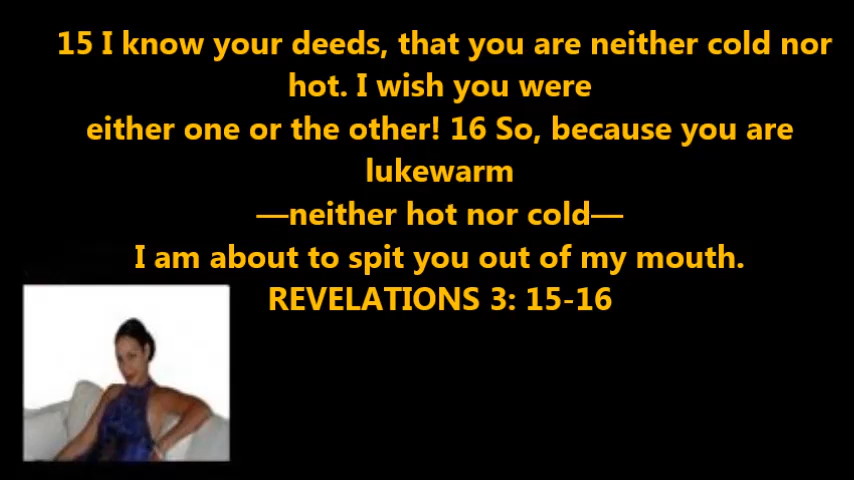 15 I know your deeds, that you are neither cold nor
hot. I wish you were
either one or the other! 16 So, because you are
lukewarm
—neither hot nor cold—
I am about to spit you out of my mouth.
REVELATIONS 3: 15-16